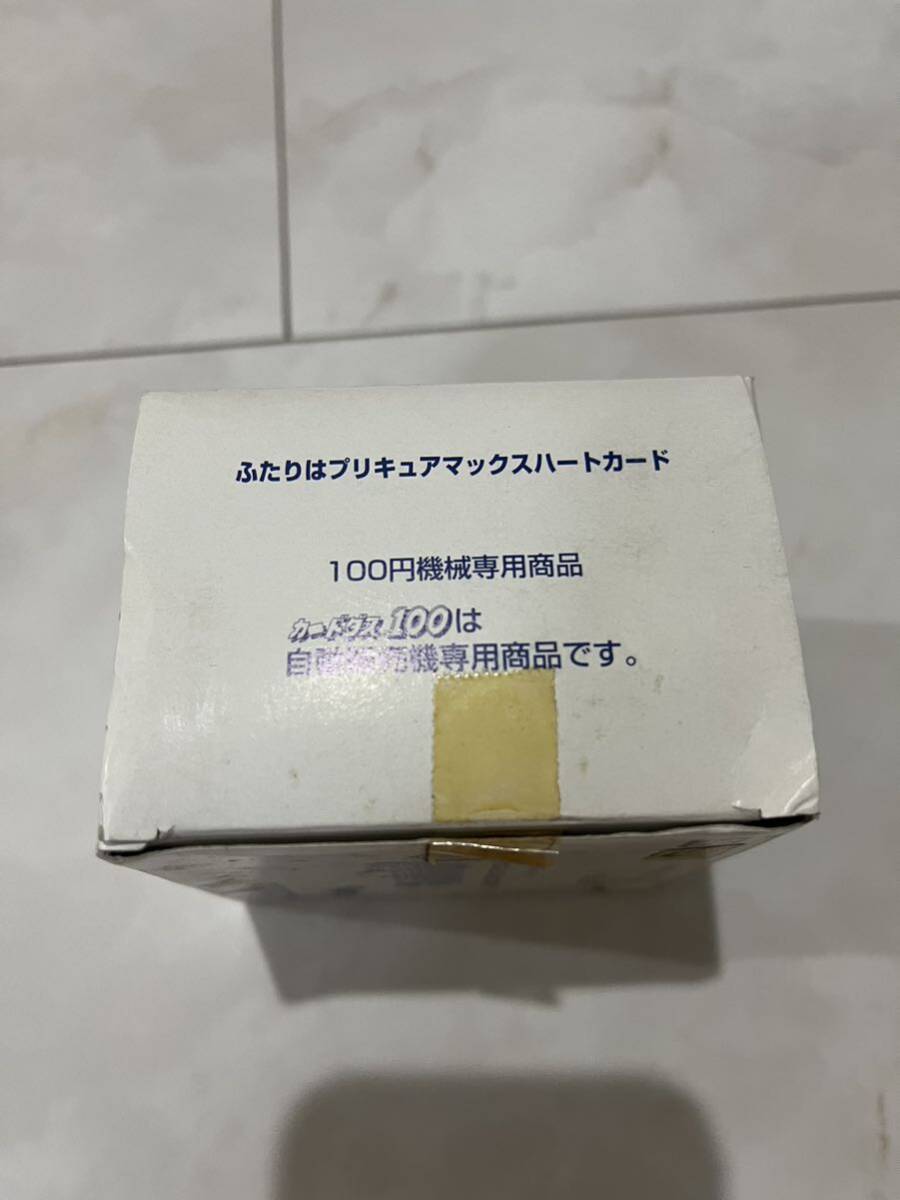 ふたりはプリキュアマックスハートカード
100円機械専用商品
カードダス100は
自動販売機専用商品です。